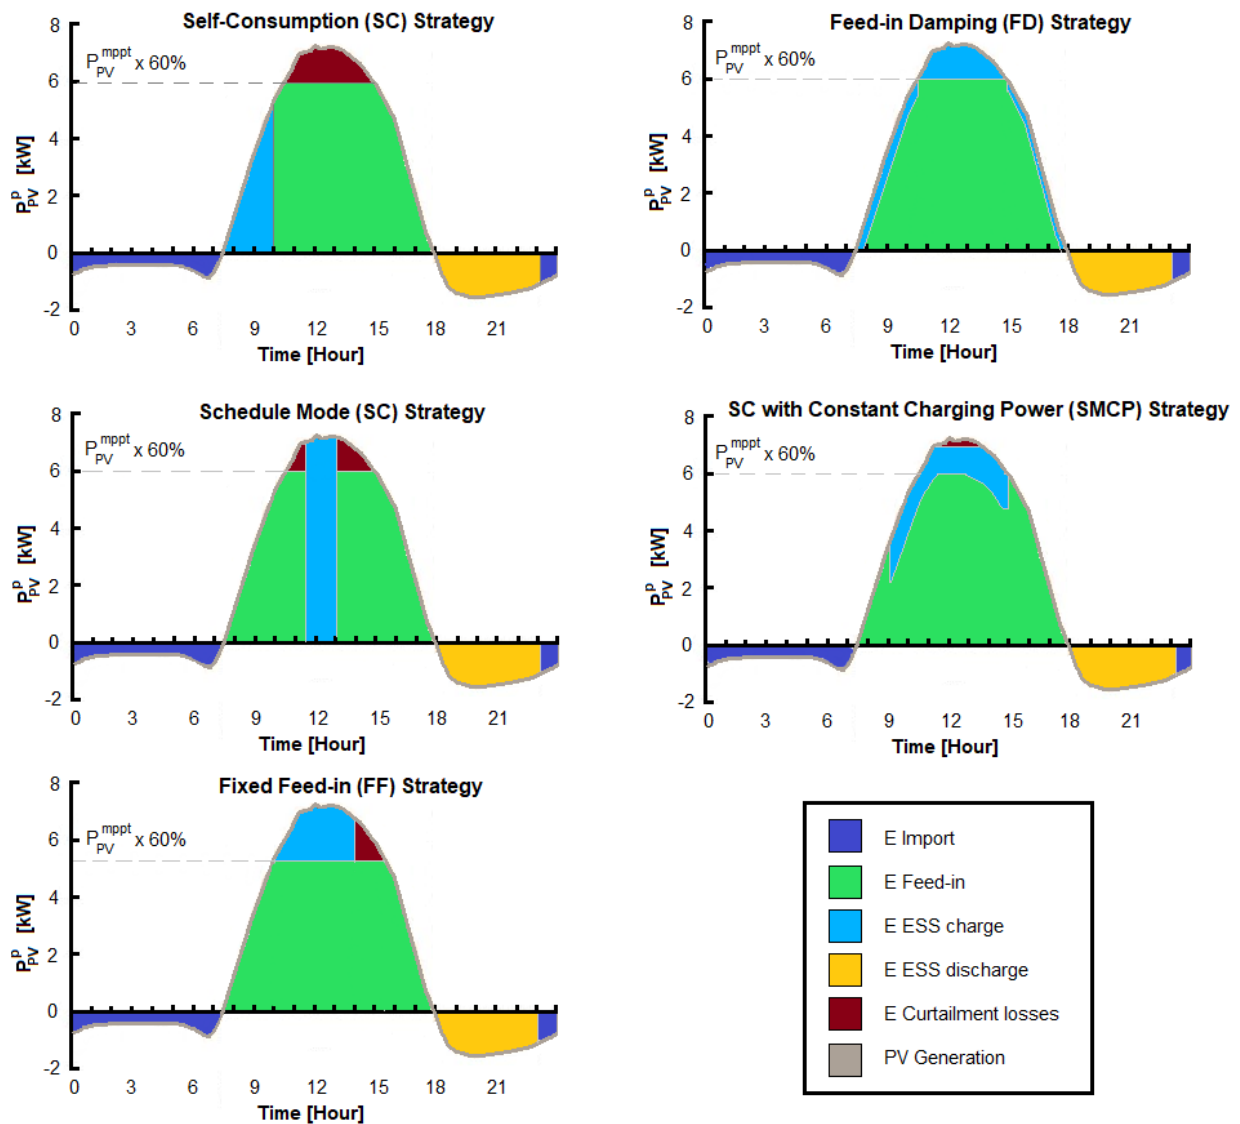 Self-Consumption (SC) Strategy
8
P_PV^mppt x 60%
6
4
2
0
-2
P_PV^p [kW]
0 3 6 9 12 15 18 21
Time [Hour]
Feed-in Damping (FD) Strategy
8
P_PV^mppt x 60%
6
4
2
0
-2
P_PV^p [kW]
0 3 6 9 12 15 18 21
Time [Hour]
Schedule Mode (SC) Strategy
8
P_PV^mppt x 60%
6
4
2
0
-2
P_PV^p [kW]
0 3 6 9 12 15 18 21
Time [Hour]
SC with Constant Charging Power (SMCP) Strategy
8
P_PV^mppt x 60%
6
4
2
0
-2
P_PV^p [kW]
0 3 6 9 12 15 18 21
Time [Hour]
Fixed Feed-in (FF) Strategy
8
P_PV^mppt x 60%
6
4
2
0
-2
P_PV^p [kW]
0 3 6 9 12 15 18 21
Time [Hour]
E Import
E Feed-in
E ESS charge
E ESS discharge
E Curtailment losses
PV Generation